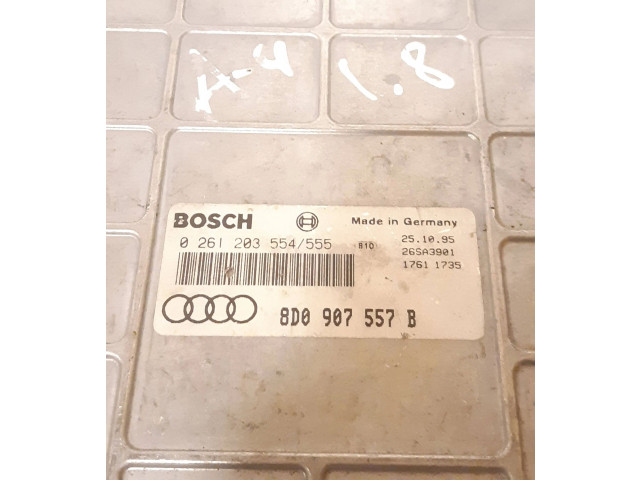 A-4 1.8
BOSCH Made in Germany
0 261 203 554/555 810 25.10.95
26SA3901
1761 1735
8D0 907 557 B